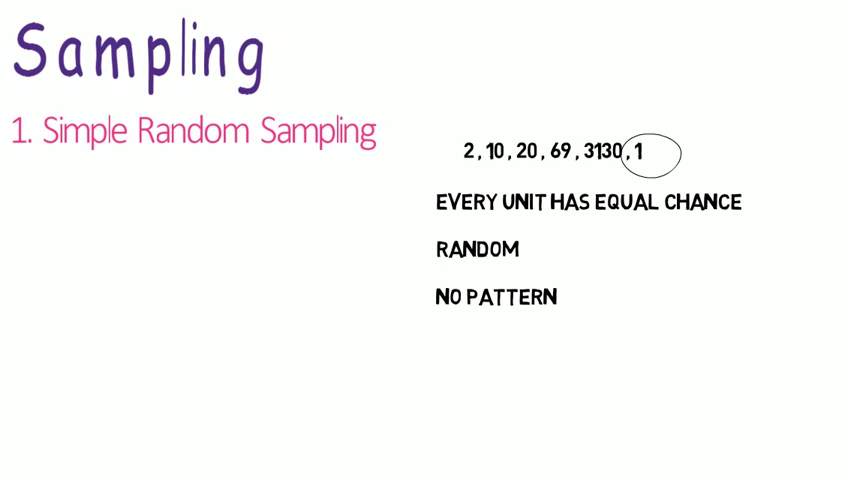 Sampling
1. Simple Random Sampling
2, 10, 20, 69, 3130, 1
EVERY UNIT HAS EQUAL CHANCE
RANDOM
NO PATTERN